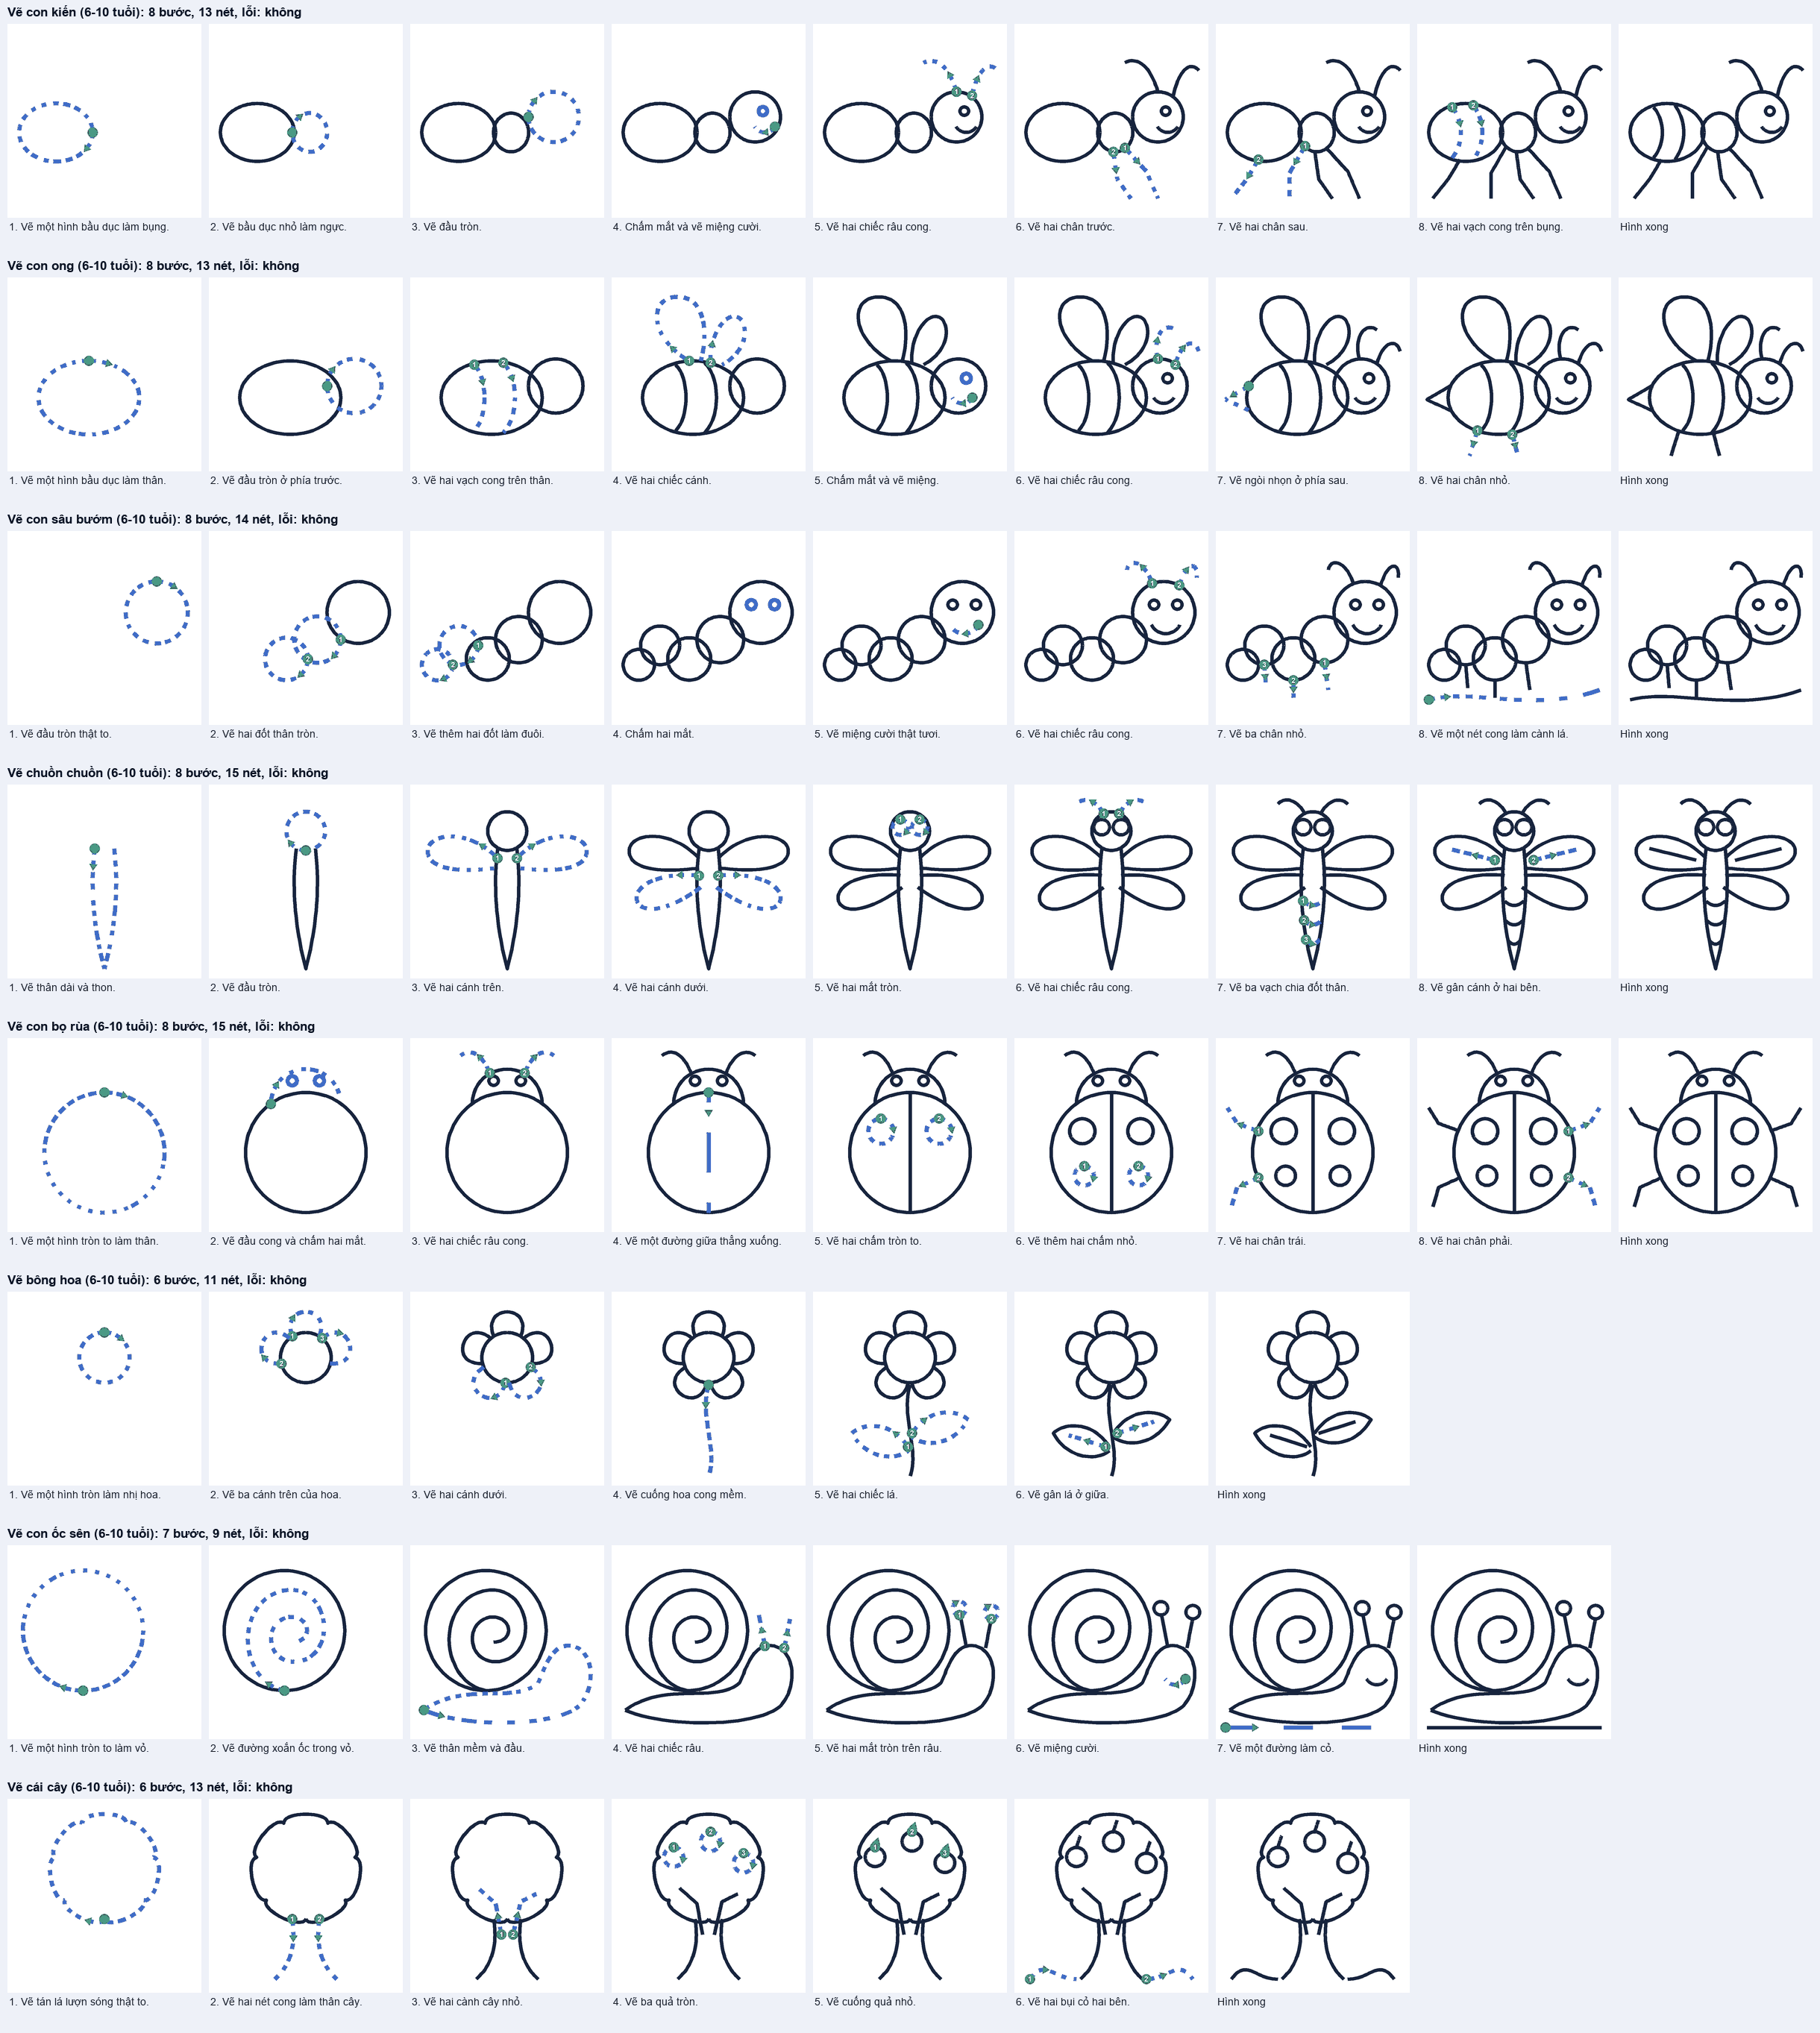 Vẽ con kiến (6-10 tuổi): 8 bước, 13 nét, lỗi: không
1. Vẽ một hình bầu dục làm bụng.
2. Vẽ bầu dục nhỏ làm ngực.
3. Vẽ đầu tròn.
4. Chấm mắt và vẽ miệng cười.
5. Vẽ hai chiếc râu cong.
6. Vẽ hai chân trước.
7. Vẽ hai chân sau.
8. Vẽ hai vạch cong trên bụng.
Hình xong
Vẽ con ong (6-10 tuổi): 8 bước, 13 nét, lỗi: không
1. Vẽ một hình bầu dục làm thân.
2. Vẽ đầu tròn ở phía trước.
3. Vẽ hai vạch cong trên thân.
4. Vẽ hai chiếc cánh.
5. Chấm mắt và vẽ miệng.
6. Vẽ hai chiếc râu cong.
7. Vẽ ngòi nhọn ở phía sau.
8. Vẽ hai chân nhỏ.
Hình xong
Vẽ con sâu bướm (6-10 tuổi): 8 bước, 14 nét, lỗi: không
1. Vẽ đầu tròn thật to.
2. Vẽ hai đốt thân tròn.
3. Vẽ thêm hai đốt làm đuôi.
4. Chấm hai mắt.
5. Vẽ miệng cười thật tươi.
6. Vẽ hai chiếc râu cong.
7. Vẽ ba chân nhỏ.
8. Vẽ một nét cong làm cành lá.
Hình xong
Vẽ chuồn chuồn (6-10 tuổi): 8 bước, 15 nét, lỗi: không
1. Vẽ thân dài và thon.
2. Vẽ đầu tròn.
3. Vẽ hai cánh trên.
4. Vẽ hai cánh dưới.
5. Vẽ hai mắt tròn.
6. Vẽ hai chiếc râu cong.
7. Vẽ ba vạch chia đốt thân.
8. Vẽ gân cánh ở hai bên.
Hình xong
Vẽ con bọ rùa (6-10 tuổi): 8 bước, 15 nét, lỗi: không
1. Vẽ một hình tròn to làm thân.
2. Vẽ đầu cong và chấm hai mắt.
3. Vẽ hai chiếc râu cong.
4. Vẽ một đường giữa thẳng xuống.
5. Vẽ hai chấm tròn to.
6. Vẽ thêm hai chấm nhỏ.
7. Vẽ hai chân trái.
8. Vẽ hai chân phải.
Hình xong
Vẽ bông hoa (6-10 tuổi): 6 bước, 11 nét, lỗi: không
1. Vẽ một hình tròn làm nhị hoa.
2. Vẽ ba cánh trên của hoa.
3. Vẽ hai cánh dưới.
4. Vẽ cuống hoa cong mềm.
5. Vẽ hai chiếc lá.
6. Vẽ gân lá ở giữa.
Hình xong
Vẽ con ốc sên (6-10 tuổi): 7 bước, 9 nét, lỗi: không
1. Vẽ một hình tròn to làm vỏ.
2. Vẽ đường xoắn ốc trong vỏ.
3. Vẽ thân mềm và đầu.
4. Vẽ hai chiếc râu.
5. Vẽ hai mắt tròn trên râu.
6. Vẽ miệng cười.
7. Vẽ một đường làm cỏ.
Hình xong
Vẽ cái cây (6-10 tuổi): 6 bước, 13 nét, lỗi: không
1. Vẽ tán lá lượn sóng thật to.
2. Vẽ hai nét cong làm thân cây.
3. Vẽ hai cành cây nhỏ.
4. Vẽ ba quả tròn.
5. Vẽ cuống quả nhỏ.
6. Vẽ hai bụi cỏ hai bên.
Hình xong